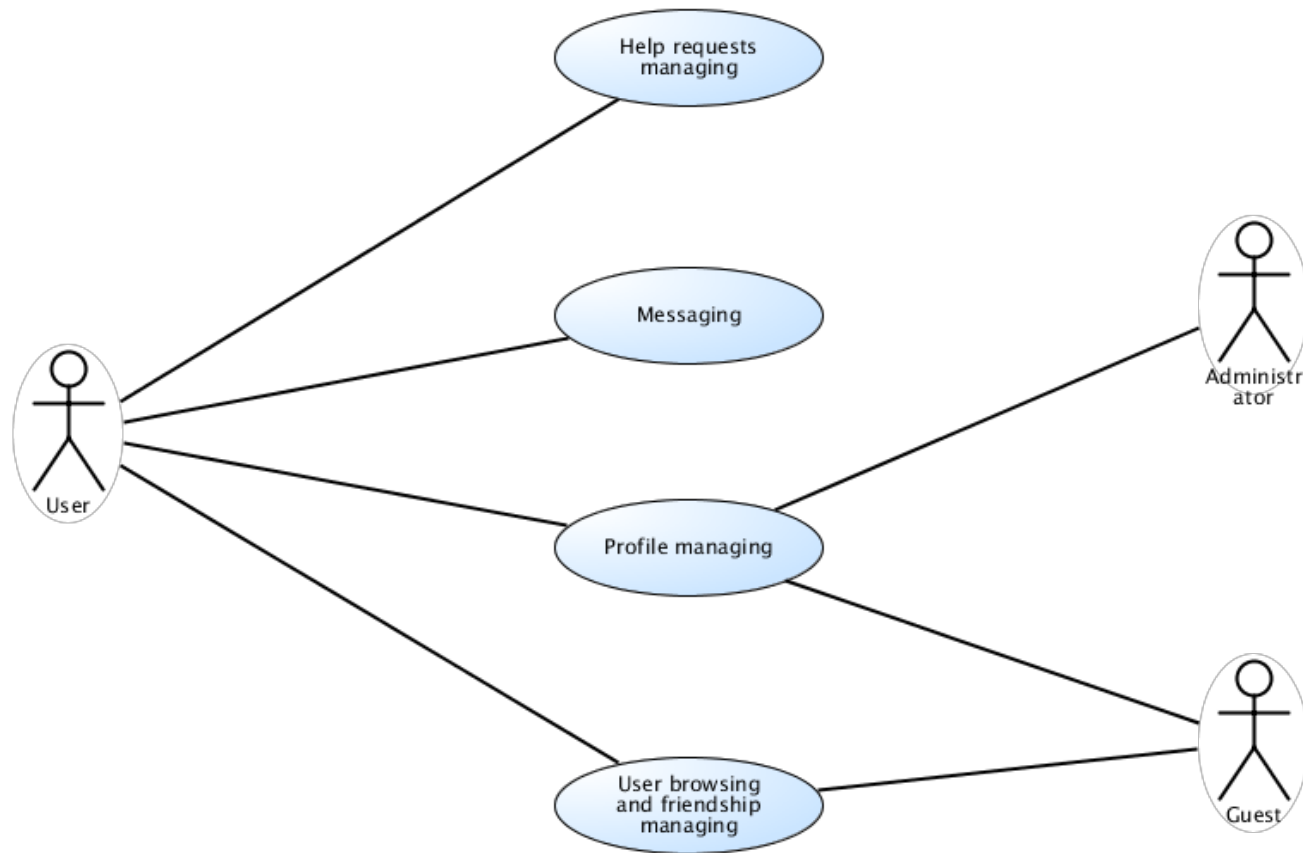 Help requests
managing
Messaging
Administr
ator
User
Profile managing
User browsing
and friendship
managing
Guest